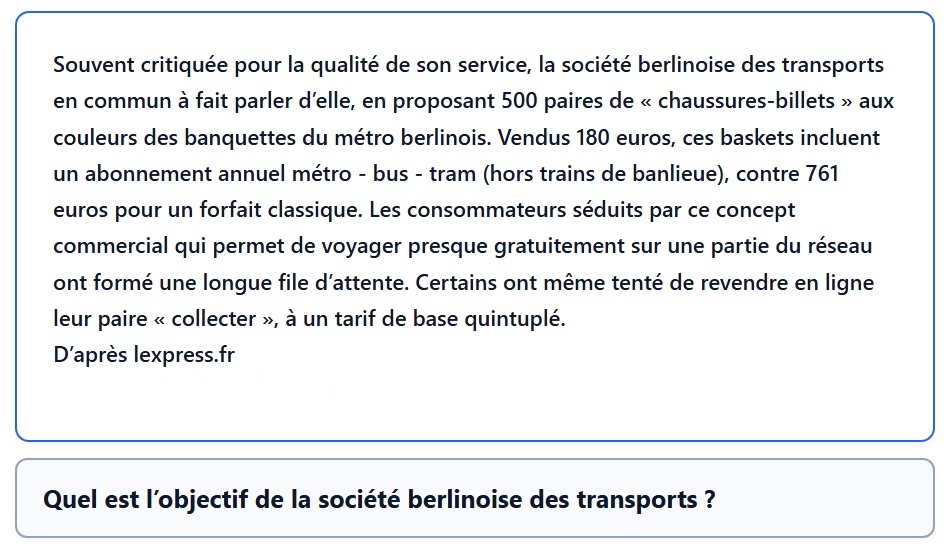 Souvent critiquée pour la qualité de son service, la société berlinoise des transports
en commun à fait parler d’elle, en proposant 500 paires de « chaussures-billets » aux
couleurs des banquettes du métro berlinois. Vendus 180 euros, ces baskets incluent
un abonnement annuel métro - bus - tram (hors trains de banlieue), contre 761
euros pour un forfait classique. Les consommateurs séduits par ce concept
commercial qui permet de voyager presque gratuitement sur une partie du réseau
ont formé une longue file d’attente. Certains ont même tenté de revendre en ligne
leur paire « collecter », à un tarif de base quintuplé.
D’après lexpress.fr
Quel est l’objectif de la société berlinoise des transports ?